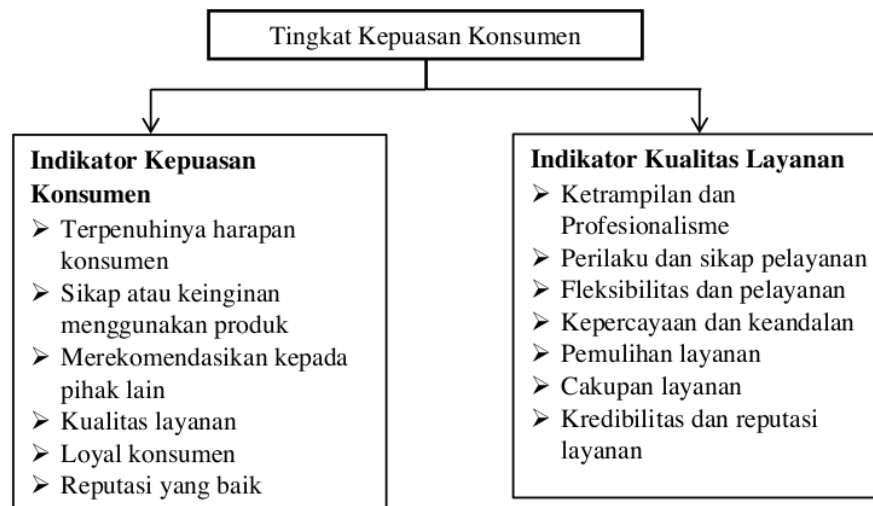 Tingkat Kepuasan Konsumen
Indikator Kepuasan
Konsumen
➢ Terpenuhinya harapan
konsumen
➢ Sikap atau keinginan
menggunakan produk
➢ Merekomendasikan kepada
pihak lain
➢ Kualitas layanan
➢ Loyal konsumen
➢ Reputasi yang baik
Indikator Kualitas Layanan
➢ Ketrampilan dan
Profesionalisme
➢ Perilaku dan sikap pelayanan
➢ Fleksibilitas dan pelayanan
➢ Kepercayaan dan keandalan
➢ Pemulihan layanan
➢ Cakupan layanan
➢ Kredibilitas dan reputasi
layanan